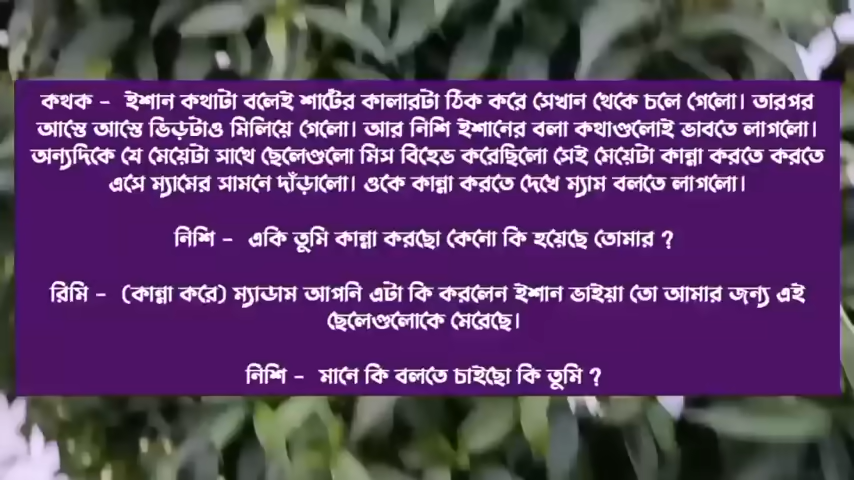 কথক - ইশান কথাটা বলেই শার্টের কালারটা ঠিক করে সেখান থেকে চলে গেলো। তারপর
আস্তে আস্তে ভিড়টাও মিলিয়ে গেলো। আর নিশি ইশানের বলা কথাগুলোই ভাবতে লাগলো।
অন্যদিকে যে মেয়েটা সাথে ছেলেগুলো মিস বিহেভ করেছিলো সেই মেয়েটা কান্না করতে করতে
এসে ম্যামের সামনে দাঁড়ালো। ওকে কান্না করতে দেখে ম্যাম বলতে লাগলো।
নিশি - একি তুমি কান্না করছো কেনো কি হয়েছে তোমার ?
রিমি - (কান্না করে) ম্যাডাম আপনি এটা কি করলেন ইশান ভাইয়া তো আমার জন্য এই
ছেলেগুলোকে মেরেছে।
নিশি - মানে কি বলতে চাইছো কি তুমি ?